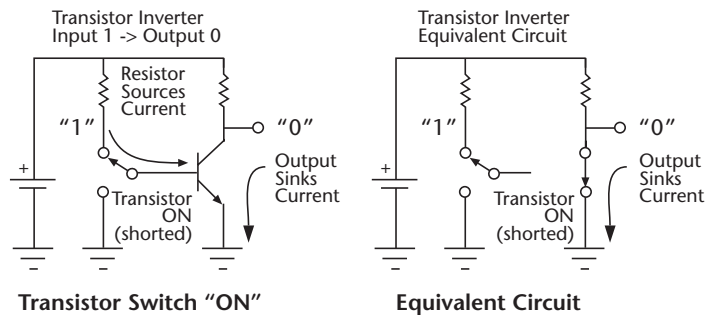 Transistor Inverter
Input 1 -> Output 0
Resistor
Sources
Current
"1"
"0"
+
Output
Sinks
Current
Transistor
ON
(shorted)
Transistor Switch "ON"
Transistor Inverter
Equivalent Circuit
"1"
"0"
+
Output
Sinks
Current
Transistor
ON
(shorted)
Equivalent Circuit